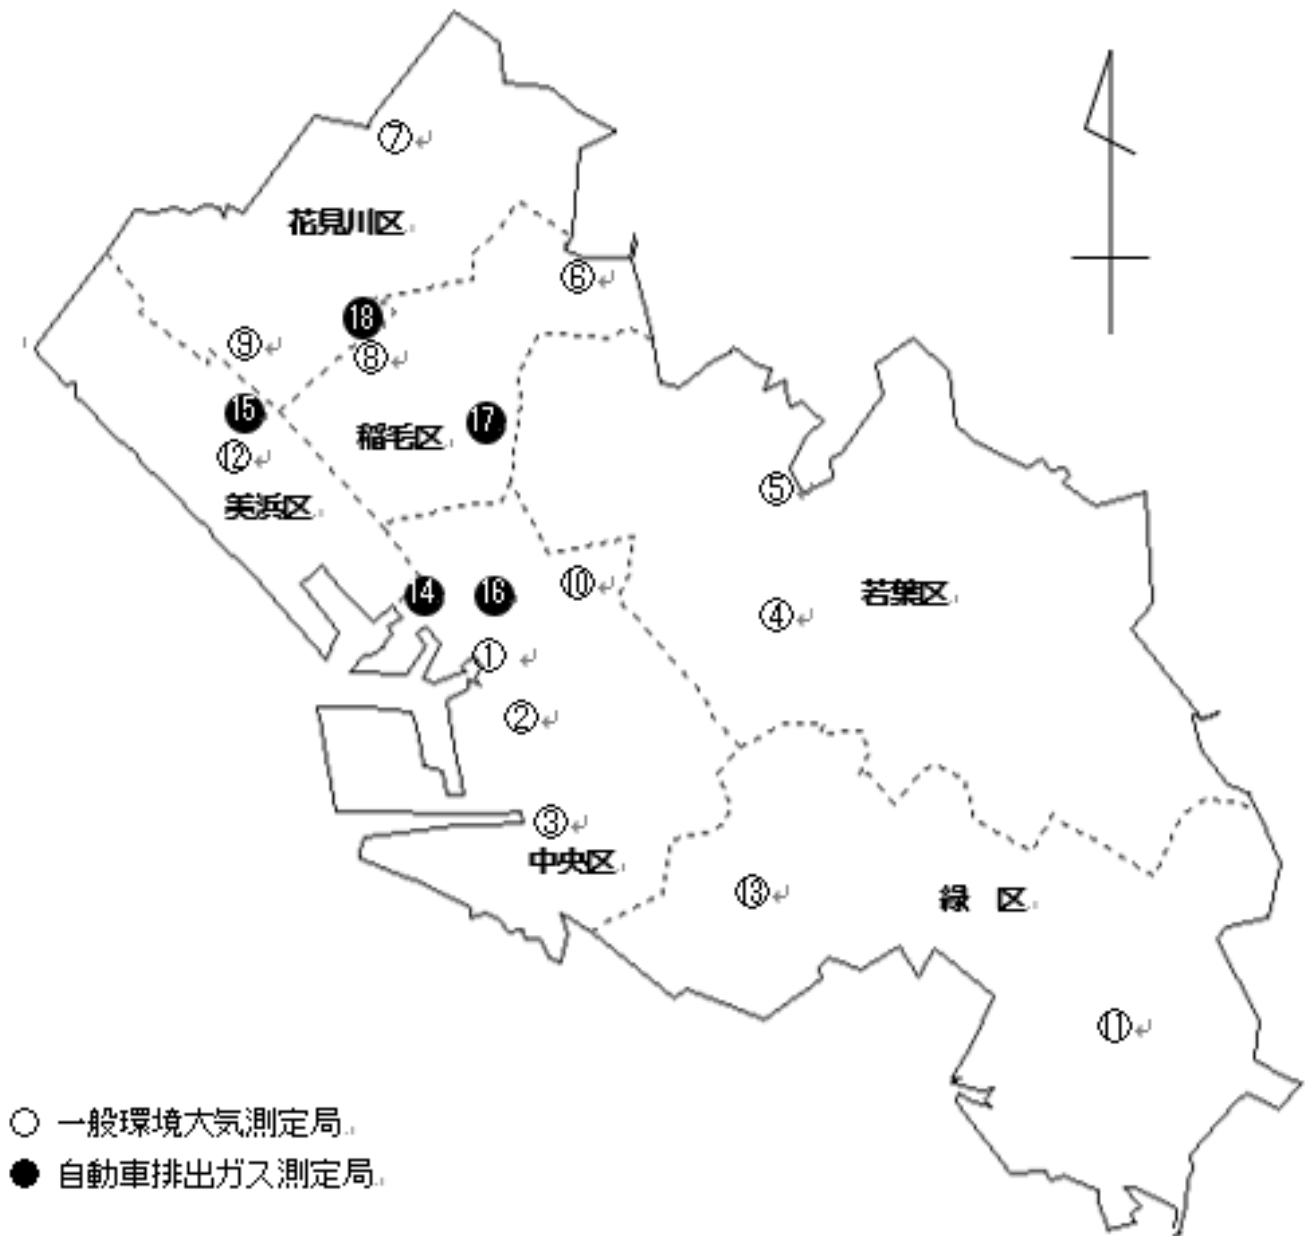 ⑦
花見川区
⑥
⑱
⑨
⑧
⑮
⑰
稲毛区
⑫
⑤
美浜区
⑩
若葉区
⑭
⑯
④
①
②
③
中央区
⑬
緑 区
⑪
○ 一般環境大気測定局
● 自動車排出ガス測定局